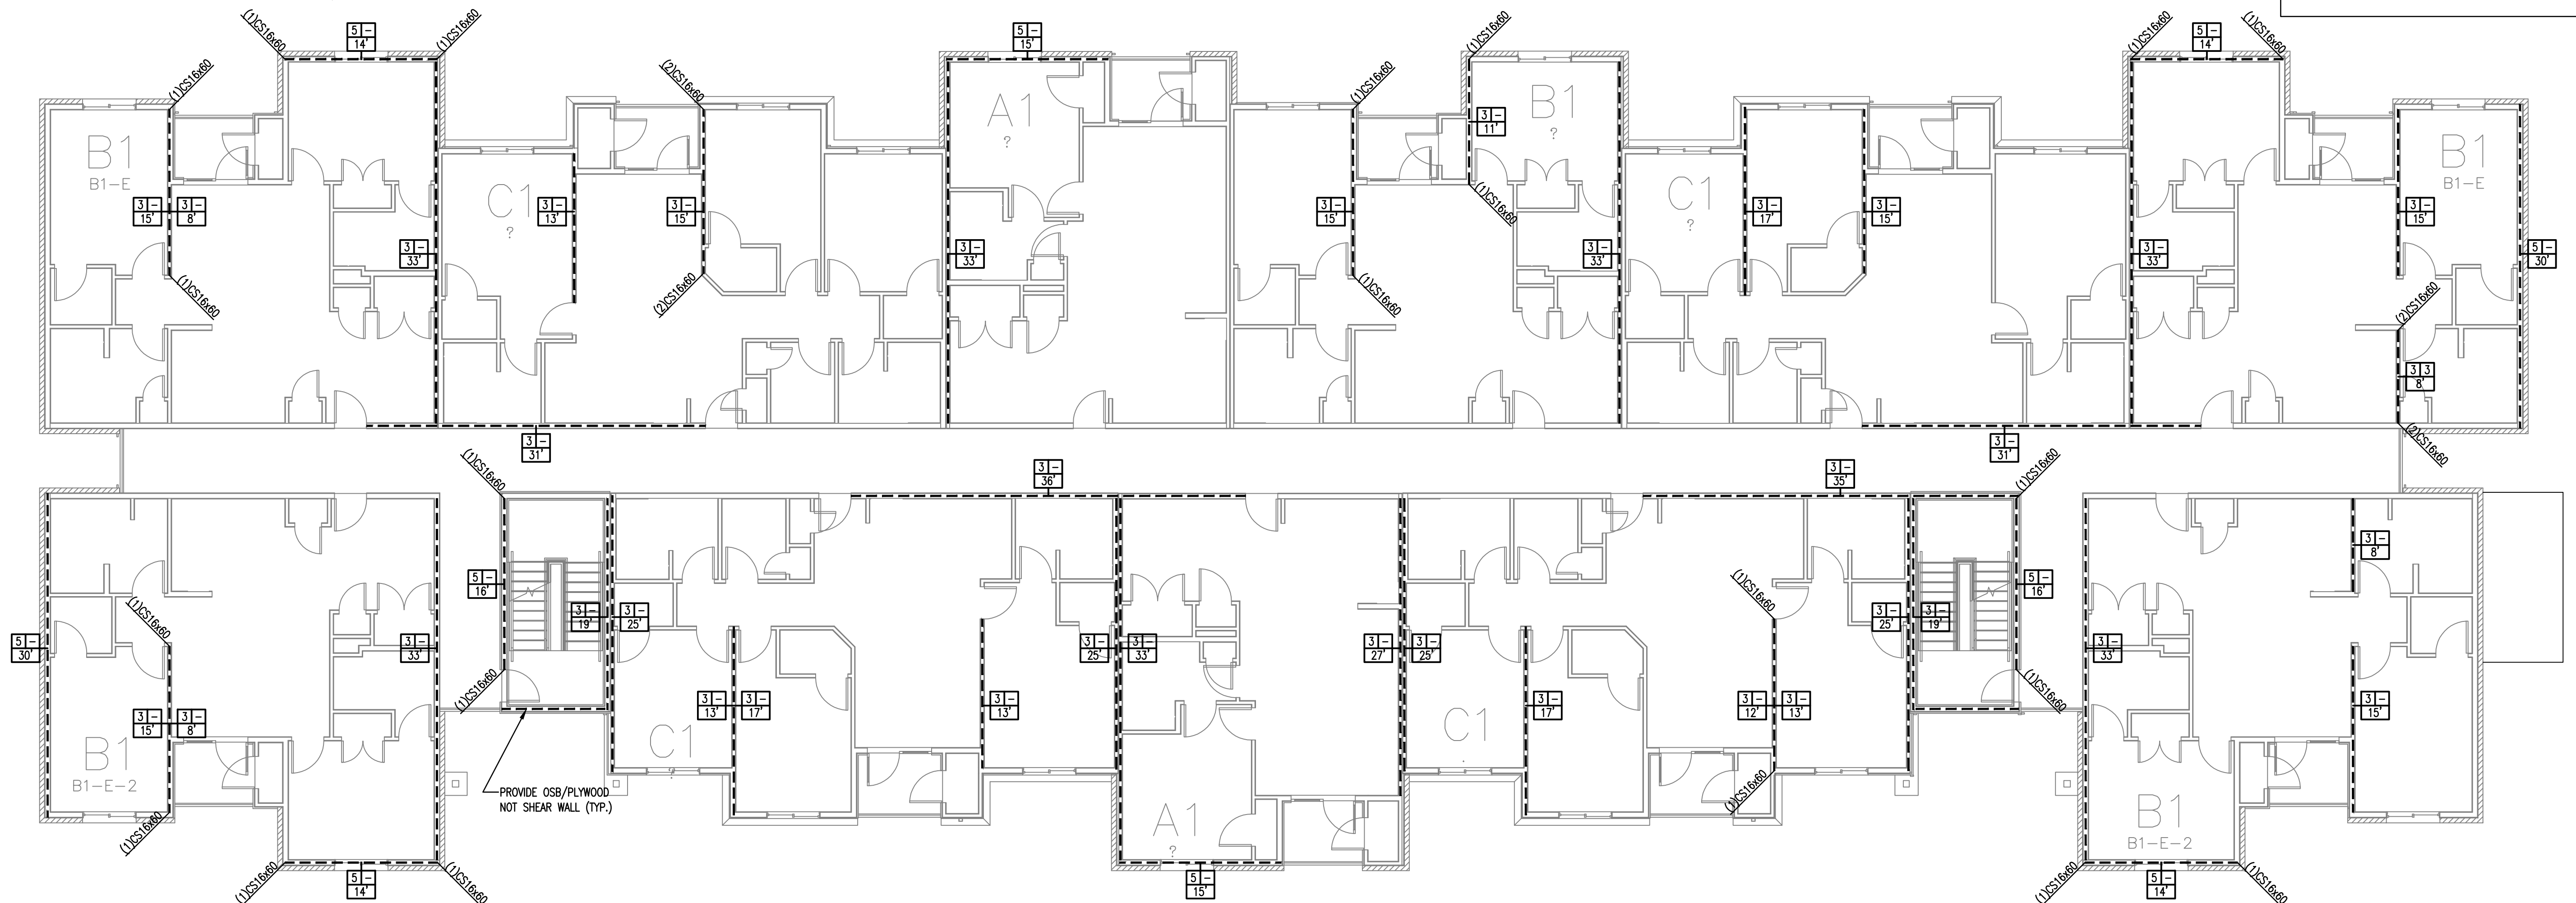 (1)CS16x60
5 -
14'
(1)CS16x60
5 -
15'
(1)CS16x60
(1)CS16x60
5 -
14'
(1)CS16x60
(1)CS16x60
(2)CS16x60
(1)CS16x60
B1
B1-E
A1
?
3 -
11'
B1
?
B1
B1-E
3 -
15'
3 -
8'
C1
?
3 -
13'
3 -
15'
3 -
15'
(1)CS16x60
C1
?
3 -
17'
3 -
15'
3 -
15'
3 -
33'
3 -
33'
3 -
33'
3 -
33'
5 -
30'
(1)CS16x60
(2)CS16x60
(1)CS16x60
(2)CS16x60
3 3
8'
3 -
31'
3 -
31'
(2)CS16x60
(1)CS16x60
3 -
36'
3 -
35'
(1)CS16x60
3 -
8'
5 -
16'
5 -
16'
(1)CS16x60
3 -
19'
3 -
25'
(1)CS16x60
3 -
25'
3 -
19'
5 -
30'
3 -
33'
3 -
25'
3 -
33'
3 -
27'
3 -
25'
3 -
33'
(1)CS16x60
(1)CS16x60
3 -
15'
3 -
8'
3 -
13'
3 -
17'
3 -
13'
3 -
17'
3 -
12'
3 -
13'
3 -
15'
B1
B1-E-2
C1
?
C1
PROVIDE OSB/PLYWOOD
NOT SHEAR WALL (TYP.)
(1)CS16x60
(1)CS16x60
A1
?
B1
B1-E-2
(1)CS16x60
5 -
14'
(1)CS16x60
5 -
15'
(1)CS16x60
5 -
14'
(1)CS16x60